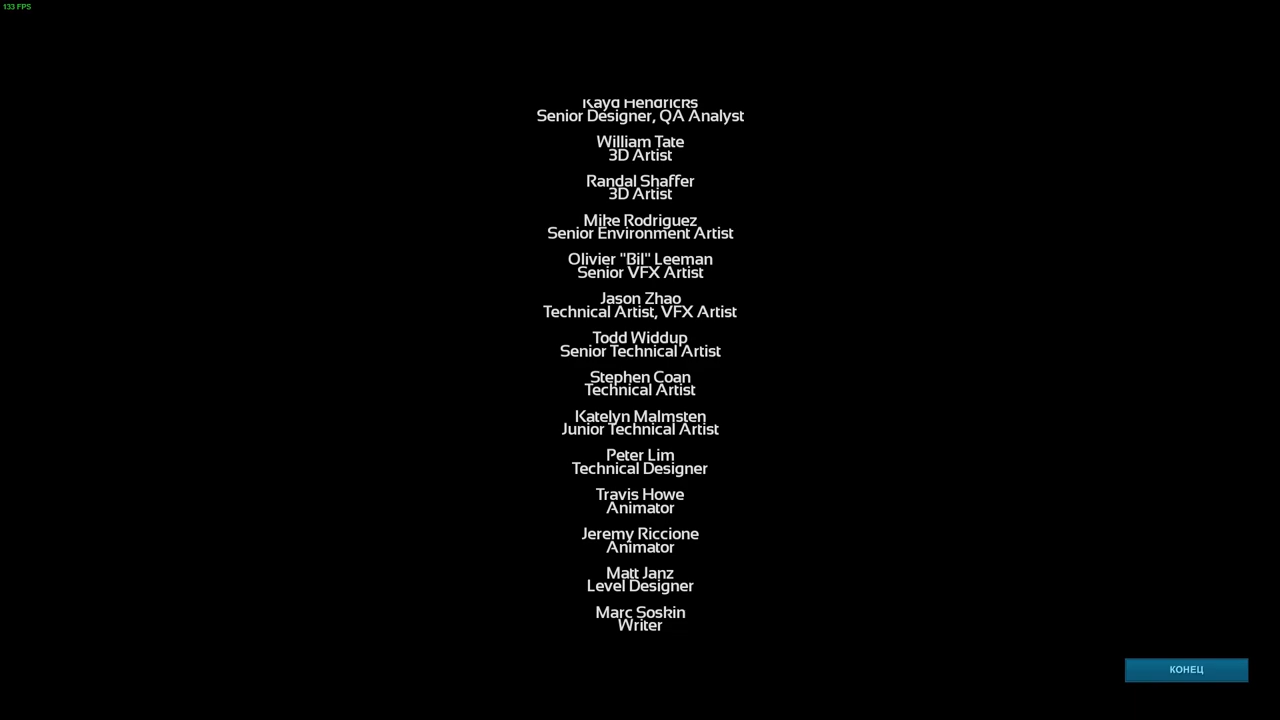 133 FPS
Kayd Hendricks
Senior Designer, QA Analyst
William Tate
3D Artist
Randal Shaffer
3D Artist
Mike Rodriguez
Senior Environment Artist
Olivier "Bil" Leeman
Senior VFX Artist
Jason Zhao
Technical Artist, VFX Artist
Todd Widdup
Senior Technical Artist
Stephen Coan
Technical Artist
Katelyn Malmsten
Junior Technical Artist
Peter Lim
Technical Designer
Travis Howe
Animator
Jeremy Riccione
Animator
Matt Janz
Level Designer
Marc Soskin
Writer
КОНЕЦ